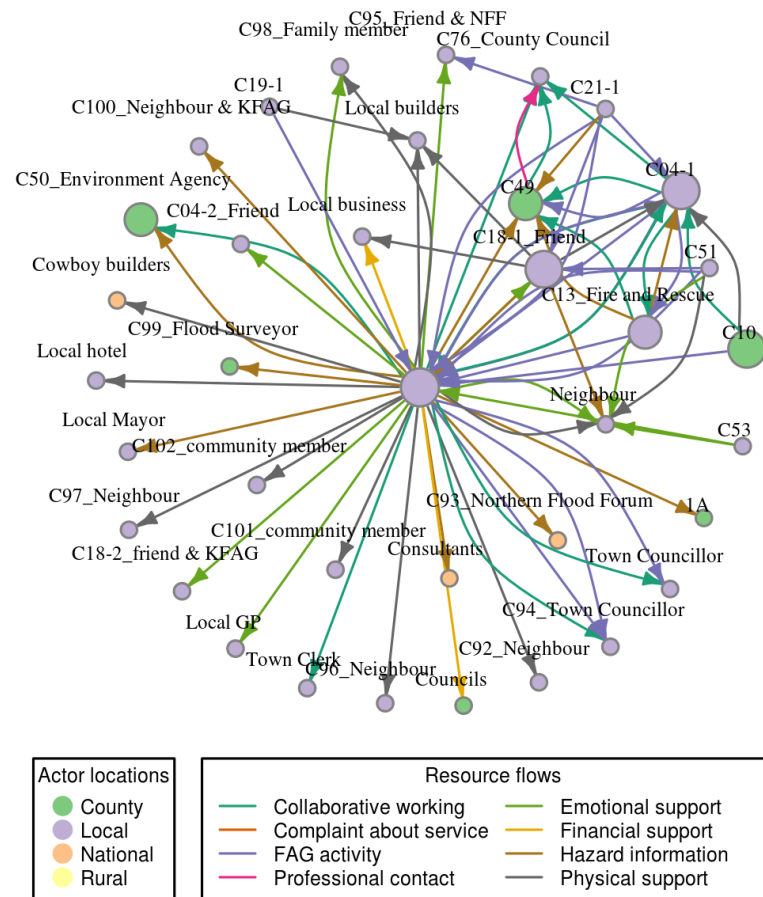 C95_Friend & NFF
C98_Family member
C76_County Council
C19-1
C21-1
C100_Neighbour & KFAG
Local builders
C50_Environment Agency
C49
C04-1
C04-2_Friend
Local business
C18-1_Friend
C51
Cowboy builders
C13_Fire and Rescue
C99_Flood Surveyor
C10
Local hotel
Neighbour
Local Mayor
C53
C102_community member
C97_Neighbour
C93_Northern Flood Forum
1A
C101_community member
C18-2_friend & KFAG
Consultants
Town Councillor
C94_Town Councillor
Local GP
Town Clerk
C96_Neighbour
C92_Neighbour
Councils
Actor locations
County
Local
National
Rural
Resource flows
Collaborative working
Complaint about service
FAG activity
Professional contact
Emotional support
Financial support
Hazard information
Physical support